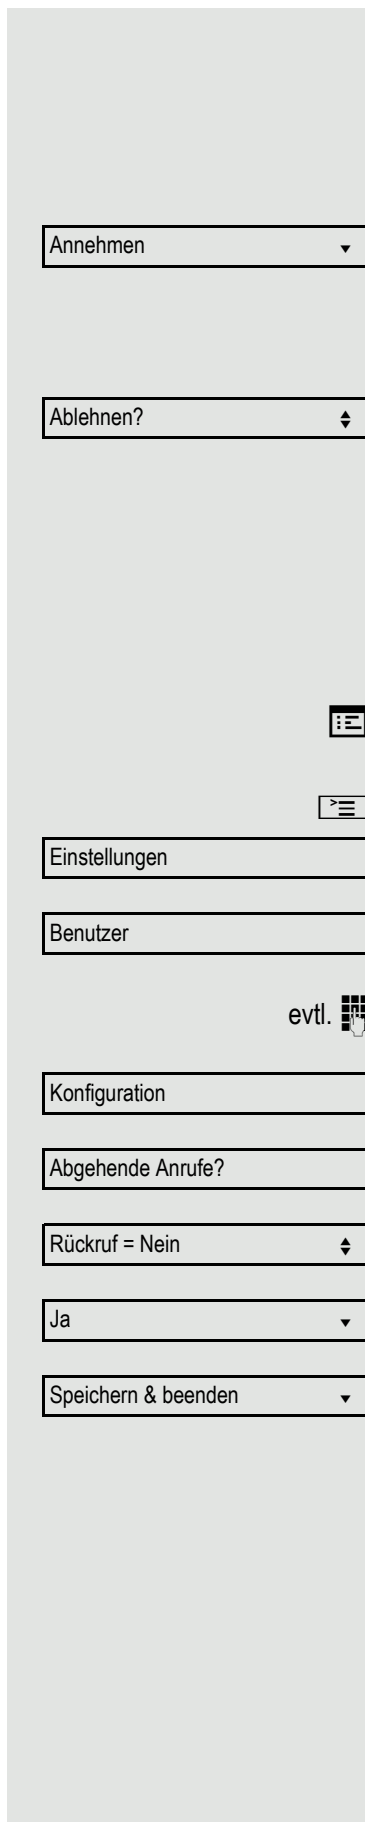 Annehmen
Ablehnen?
Einstellungen
Benutzer
evtl.
Konfiguration
Abgehende Anrufe?
Rückruf = Nein
Ja
Speichern & beenden